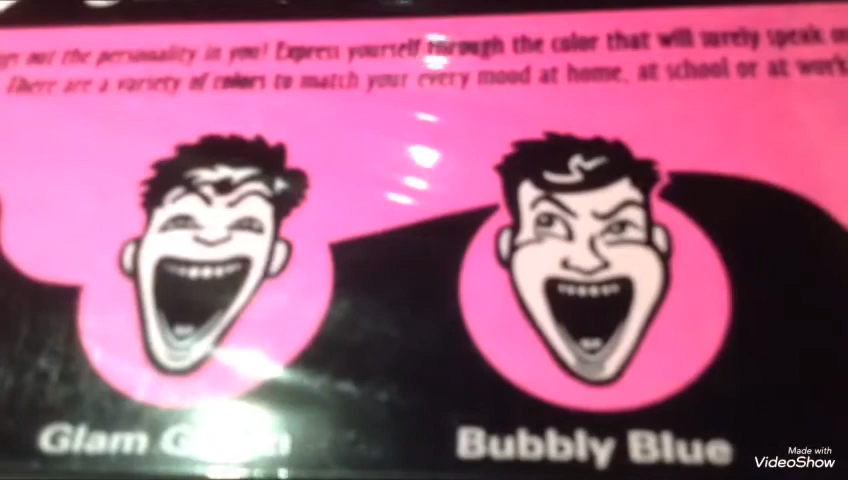 out the personality in you! Express yourself through the color that will surely speak
There are a variety of colors to match your every mood at home, at school or at work
Glam
Bubbly Blue
Made with
VideoShow